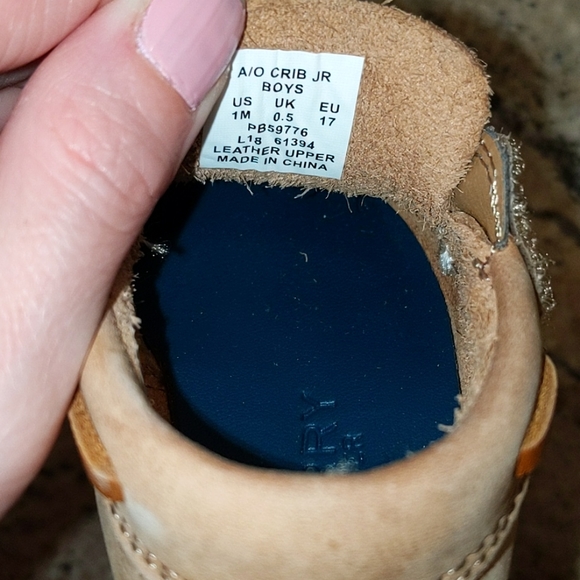 A/O CRIB JR
BOYS
US UK EU
1M 0.5 17
PB59776
L18 61394
LEATHER UPPER
MADE IN CHINA